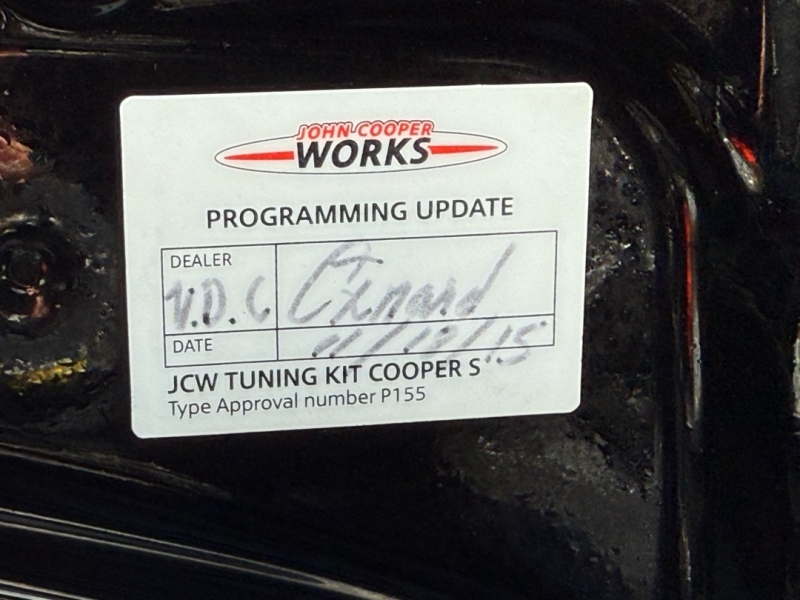 JOHN COOPER
WORKS
PROGRAMMING UPDATE
DEALER
V.D.C Oxnard
DATE
JCW TUNING KIT COOPER S
Type Approval number P155